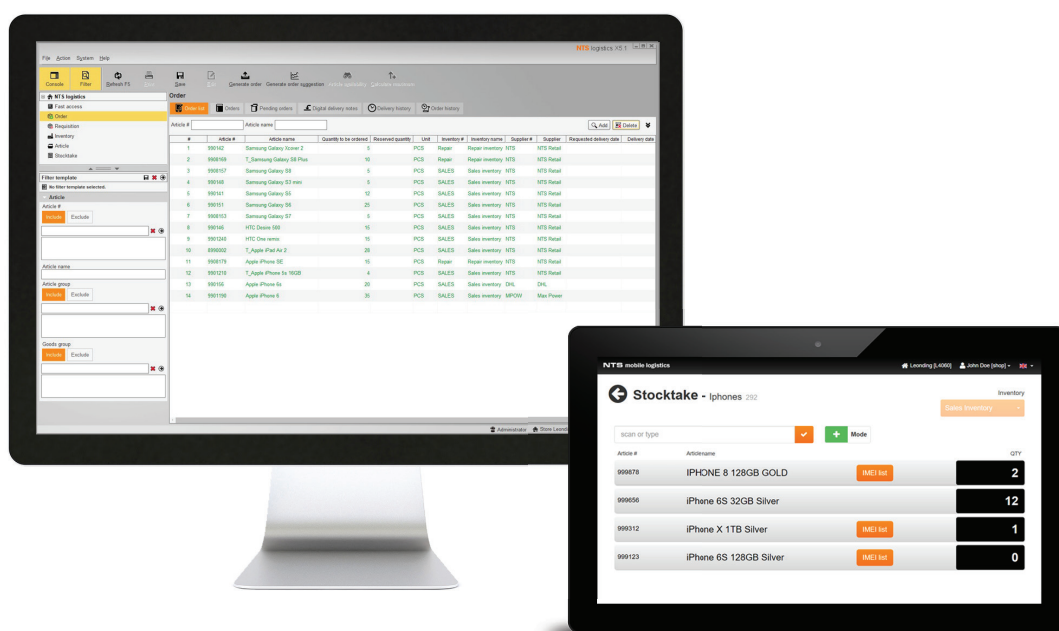 NTS logistics X5.1
File Action System Help
Console Filter Refresh F5 Save Generate order Generate order suggestion
NTS logistics
Fast access
Order
Requisition
Inventory
Article
Stocktake
Filter template
No filter template selected.
Article
Article #
Include Exclude
Article name
Article group
Include Exclude
Goods group
Include Exclude
Order
Order list Orders Pending orders Digital delivery notes Delivery history Order history
Article # Article name Add Delete
# Article # Article name Quantity to be ordered Reserved quantity Unit Inventory # Inventory name Supplier # Supplier Requested delivery date Delivery date
1 990142 Samsung Galaxy Xcover 2 5 PCS Repair Repair inventory NTS NTS Retail
2 9908169 T_Samsung Galaxy S8 Plus 10 PCS Repair Repair inventory NTS NTS Retail
3 9908157 Samsung Galaxy S8 5 PCS SALES Sales inventory NTS NTS Retail
4 990148 Samsung Galaxy S3 mini 5 PCS SALES Sales inventory NTS NTS Retail
5 990141 Samsung Galaxy S5 12 PCS SALES Sales inventory NTS NTS Retail
6 990151 Samsung Galaxy S6 25 PCS SALES Sales inventory NTS NTS Retail
7 9908153 Samsung Galaxy S7 5 PCS SALES Sales inventory NTS NTS Retail
8 990146 HTC Desire 500 15 PCS SALES Sales inventory NTS NTS Retail
9 9901240 HTC One remix 15 PCS SALES Sales inventory NTS NTS Retail
10 8990002 T_Apple iPad Air 2 26 PCS SALES Sales inventory NTS NTS Retail
11 9908179 Apple iPhone SE 15 PCS Repair Sales inventory NTS NTS Retail
12 9901210 T_Apple iPhone 5s 16GB 4 PCS SALES Sales inventory NTS NTS Retail
13 990156 Apple iPhone 6s 20 PCS SALES Sales inventory DHL DHL
14 9901190 Apple iPhone 6 35 PCS SALES Sales inventory MPOW Max Power
Administrator Store Leond
NTS mobile logistics Leonding [L4060] John Doe [shop]
Stocktake - Iphones 292
Inventory
Sales Inventory
scan or type Mode
Article # Articlename QTY
999878 IPHONE 8 128GB GOLD IMEI list 2
999656 iPhone 6S 32GB Silver 12
999312 iPhone X 1TB Silver IMEI list 1
999123 iPhone 6S 128GB Silver IMEI list 0